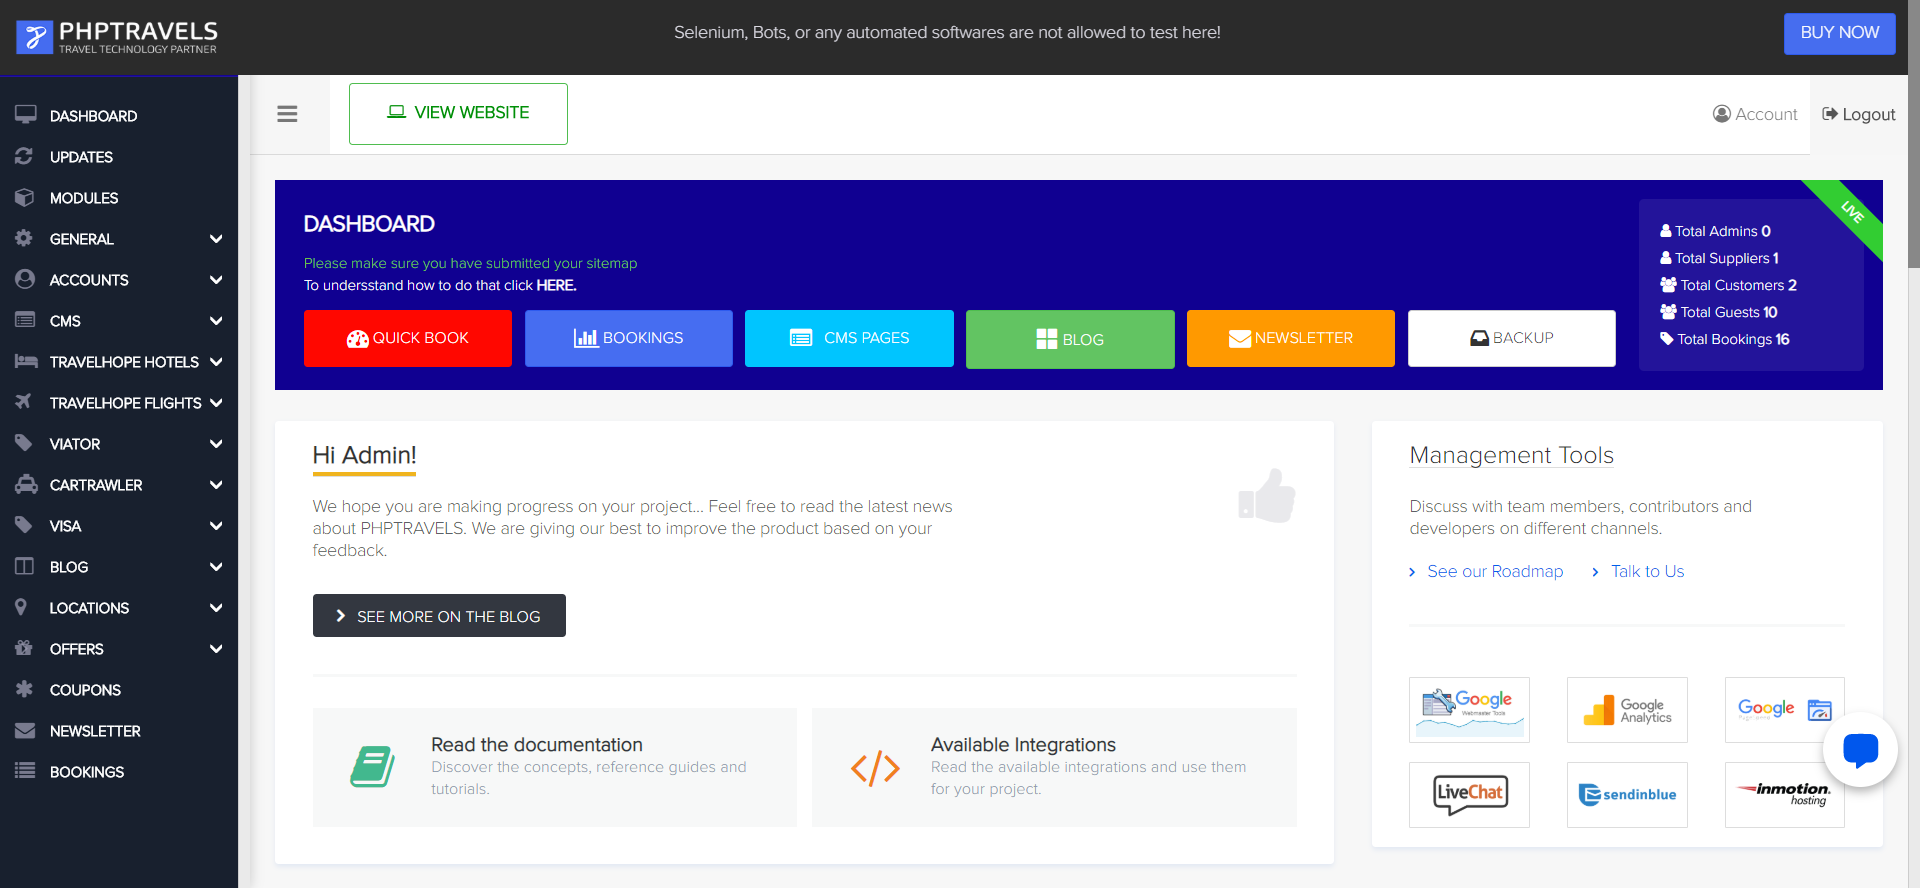 PHPTRAVELS
TRAVEL TECHNOLOGY PARTNER
Selenium, Bots, or any automated softwares are not allowed to test here!
BUY NOW
DASHBOARD
UPDATES
MODULES
GENERAL
ACCOUNTS
CMS
TRAVELHOPE HOTELS
TRAVELHOPE FLIGHTS
VIATOR
CARTRAWLER
VISA
BLOG
LOCATIONS
OFFERS
COUPONS
NEWSLETTER
BOOKINGS
VIEW WEBSITE
Account
Logout
DASHBOARD
Please make sure you have submitted your sitemap
To undersstand how to do that click HERE.
QUICK BOOK
BOOKINGS
CMS PAGES
BLOG
NEWSLETTER
BACKUP
LIVE
Total Admins 0
Total Suppliers 1
Total Customers 2
Total Guests 10
Total Bookings 16
Hi Admin!
We hope you are making progress on your project... Feel free to read the latest news
about PHPTRAVELS. We are giving our best to improve the product based on your
feedback.
SEE MORE ON THE BLOG
Read the documentation
Discover the concepts, reference guides and
tutorials.
Available Integrations
Read the available integrations and use them
for your project.
Management Tools
Discuss with team members, contributors and
developers on different channels.
See our Roadmap
Talk to Us
Google
Webmaster Tools
Google
Analytics
Google
LiveChat
sendinblue
inmotion
hosting